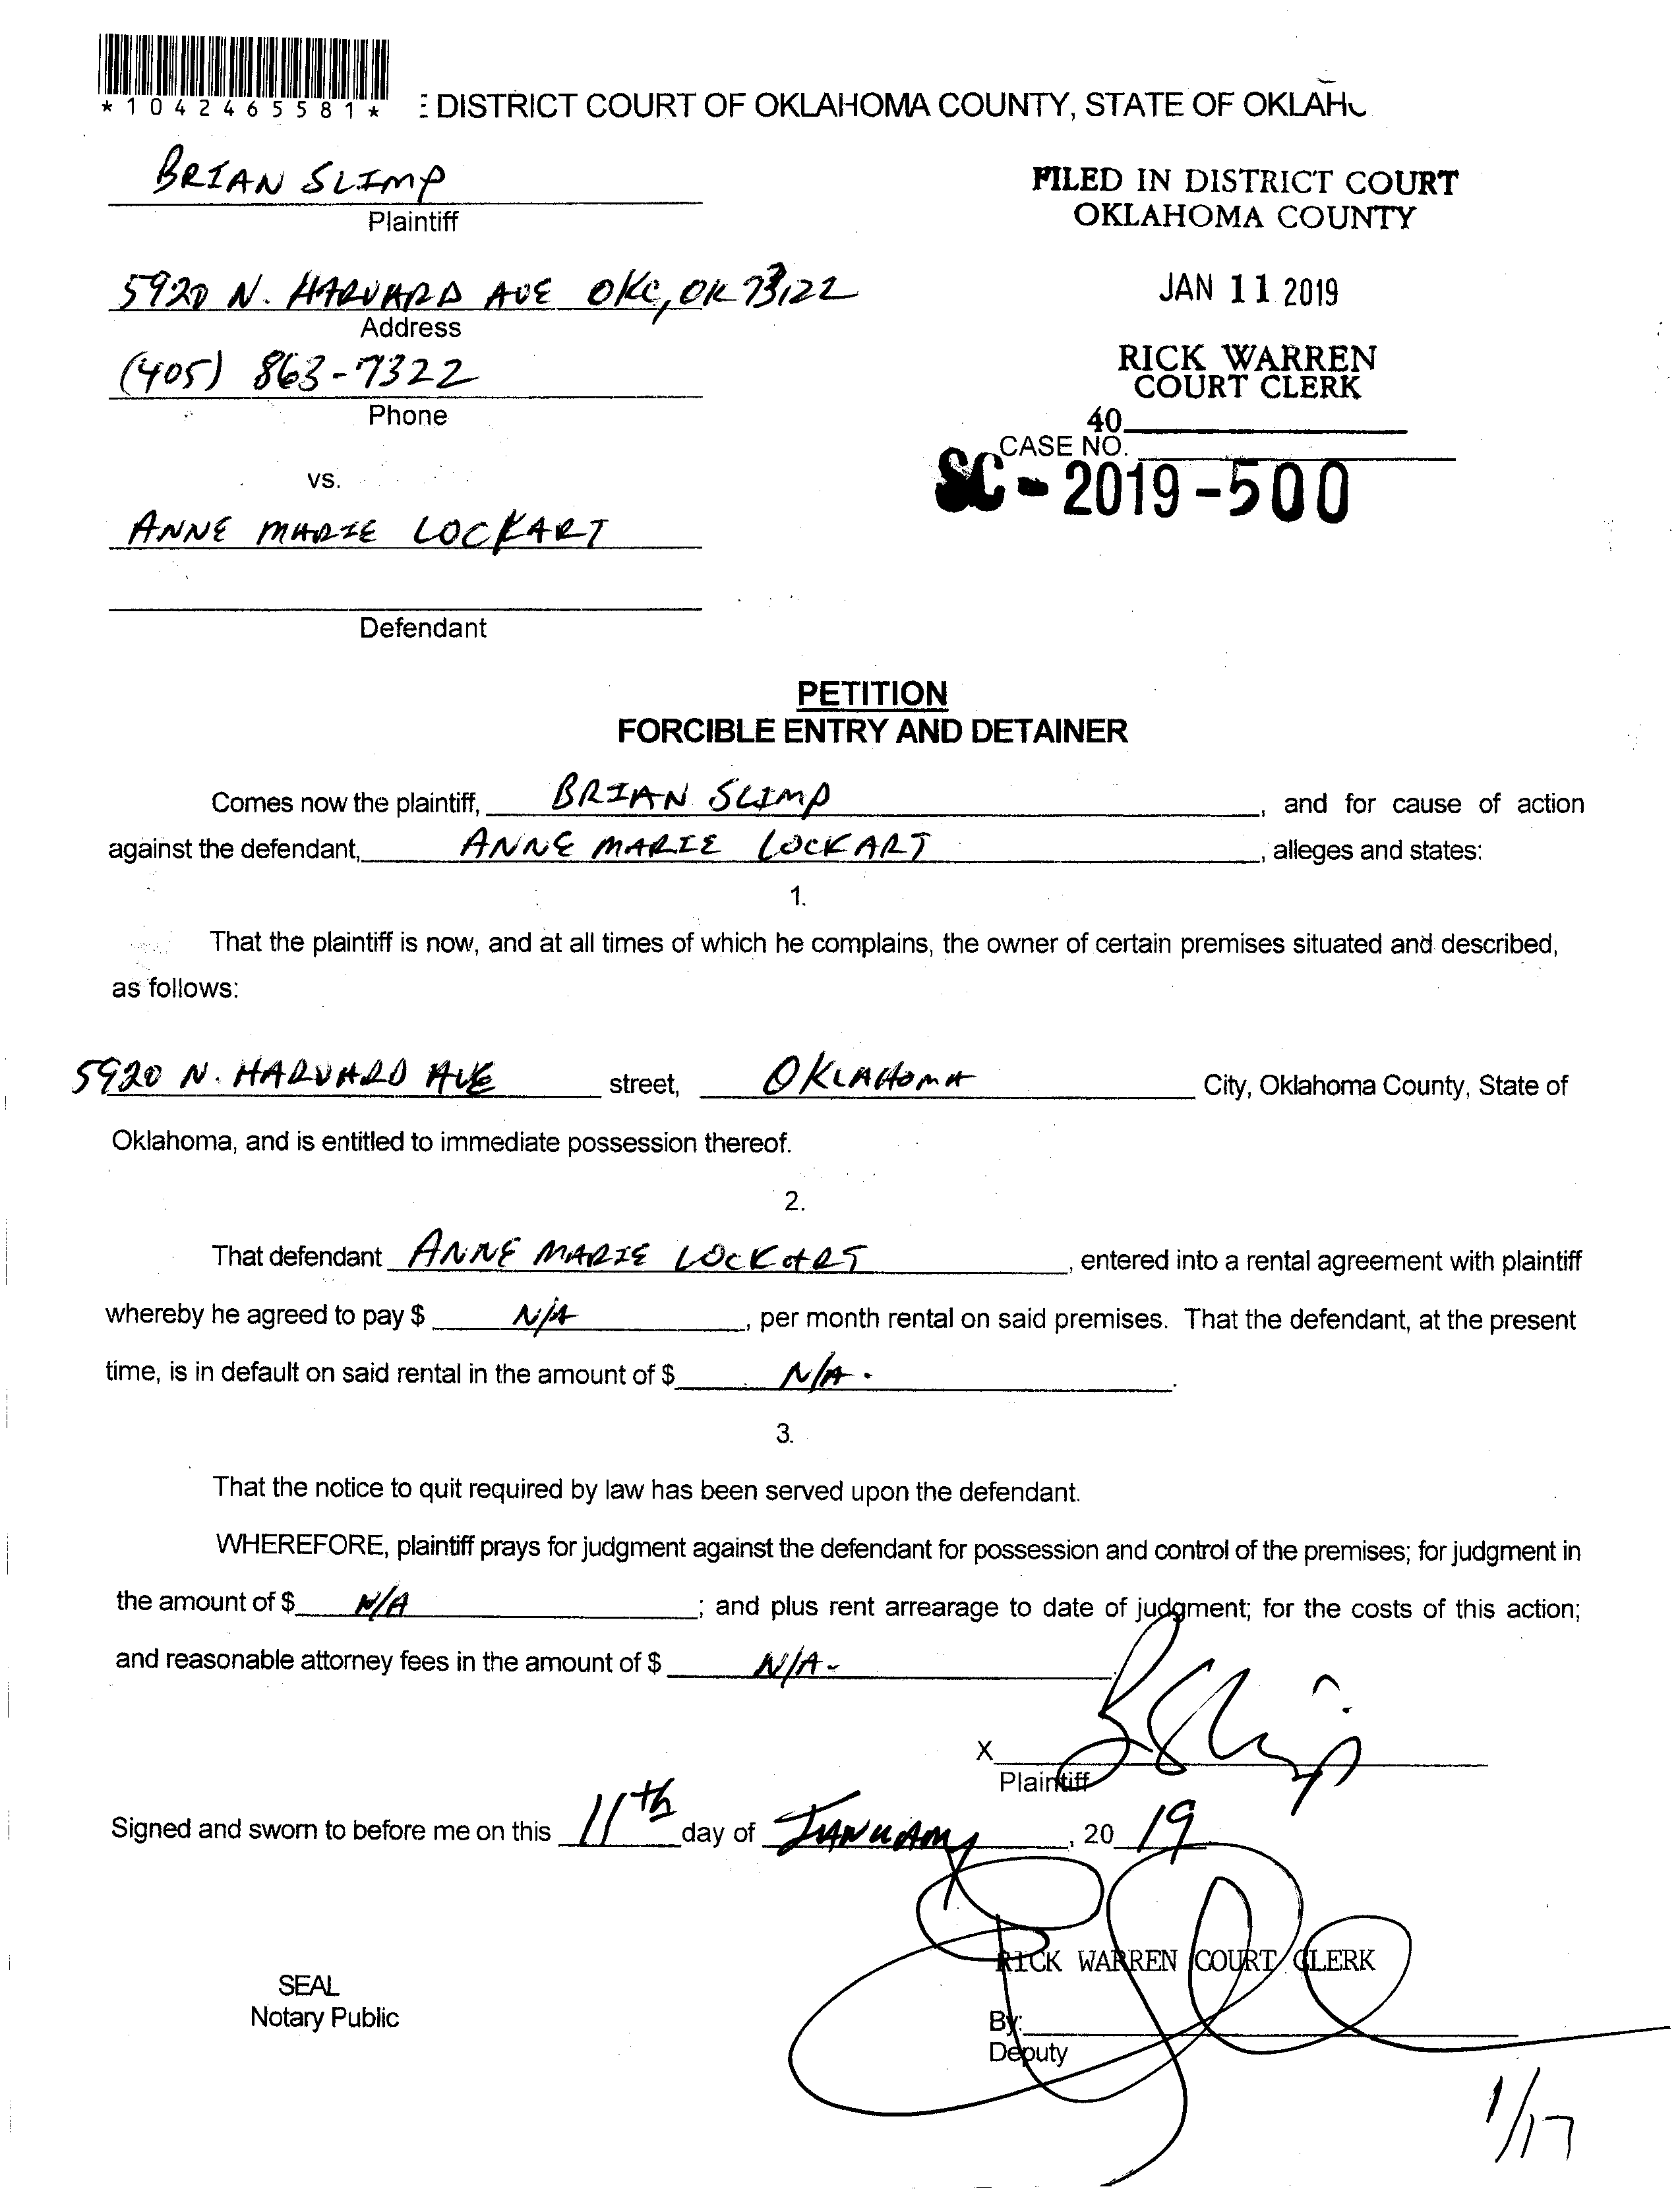 *1042465581*
DISTRICT COURT OF OKLAHOMA COUNTY, STATE OF OKLAH
BRIAN SLIMP
Plaintiff
FILED IN DISTRICT COURT
OKLAHOMA COUNTY
5920 N. HARVARD AVE OKC, OK 73122
Address
JAN 11 2019
(405) 863-7322
Phone
RICK WARREN
COURT CLERK
40
CASE NO.
SC-2019-500
vs.
ANNE MARIE LOCKART
Defendant
PETITION
FORCIBLE ENTRY AND DETAINER
Comes now the plaintiff, BRIAN SLIMP, and for cause of action
against the defendant, ANNE MARIE LOCKART, alleges and states:
1.
That the plaintiff is now, and at all times of which he complains, the owner of certain premises situated and described,
as follows:
5920 N. HARVARD AVE street, OKLAHOMA City, Oklahoma County, State of
Oklahoma, and is entitled to immediate possession thereof.
2.
That defendant ANNE MARIE LOCKART, entered into a rental agreement with plaintiff
whereby he agreed to pay $ N/A, per month rental on said premises. That the defendant, at the present
time, is in default on said rental in the amount of $ N/A.
3.
That the notice to quit required by law has been served upon the defendant.
WHEREFORE, plaintiff prays for judgment against the defendant for possession and control of the premises; for judgment in
the amount of $ N/A; and plus rent arrearage to date of judgment; for the costs of this action;
and reasonable attorney fees in the amount of $ N/A-
X B Slimp
Plaintiff
Signed and sworn to before me on this 11th day of JANUARY, 20 19
RICK WARREN COURT CLERK
SEAL
Notary Public
By:
Deputy
1/17